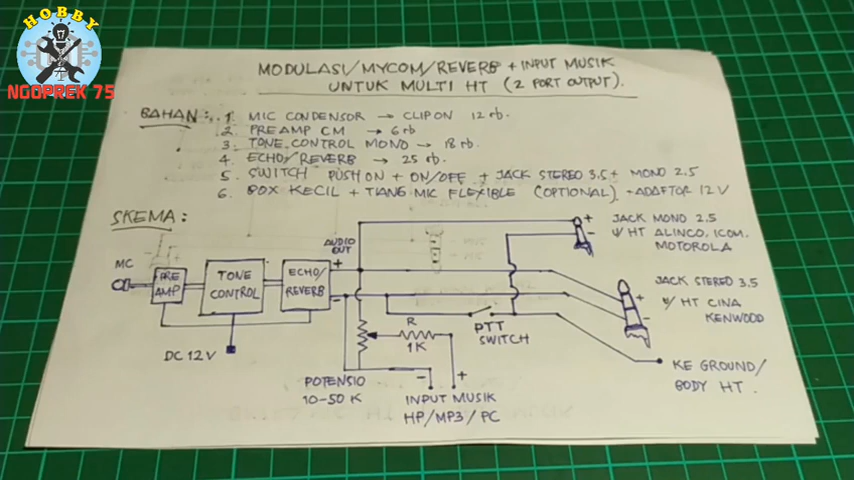 HOBBY
NGOPREK 75
MODULASI/MYCOM/REVERB + INPUT MUSIK
UNTUK MULTI HT (2 PORT OUTPUT).
BAHAN:. 1. MIC CONDENSOR → CLIP ON 12 rb.
2. PREAMP CM → 6 rb
3. TONE CONTROL MONO → 18 rb.
4. ECHO/REVERB → 25 rb.
5. SWITCH PUSH ON + ON/OFF + JACK STEREO 3.5 + MONO 2.5
6. BOX KECIL + TIANG MIC FLEXIBLE (OPTIONAL) + ADAPTOR 12 V
SKEMA:
MC
PRE
AMP
TONE
CONTROL
ECHO/
REVERB
AUDIO
OUT
+
-
DC 12V
POTENSIO
10-50 K
R
1K
- +
INPUT MUSIK
HP/MP3/PC
PTT
SWITCH
+
-
JACK MONO 2.5
U/ HT ALINCO, ICOM.
MOTOROLA
+
-
JACK STEREO 3.5
U/ HT CINA
KENWOOD
KE GROUND/
BODY HT.